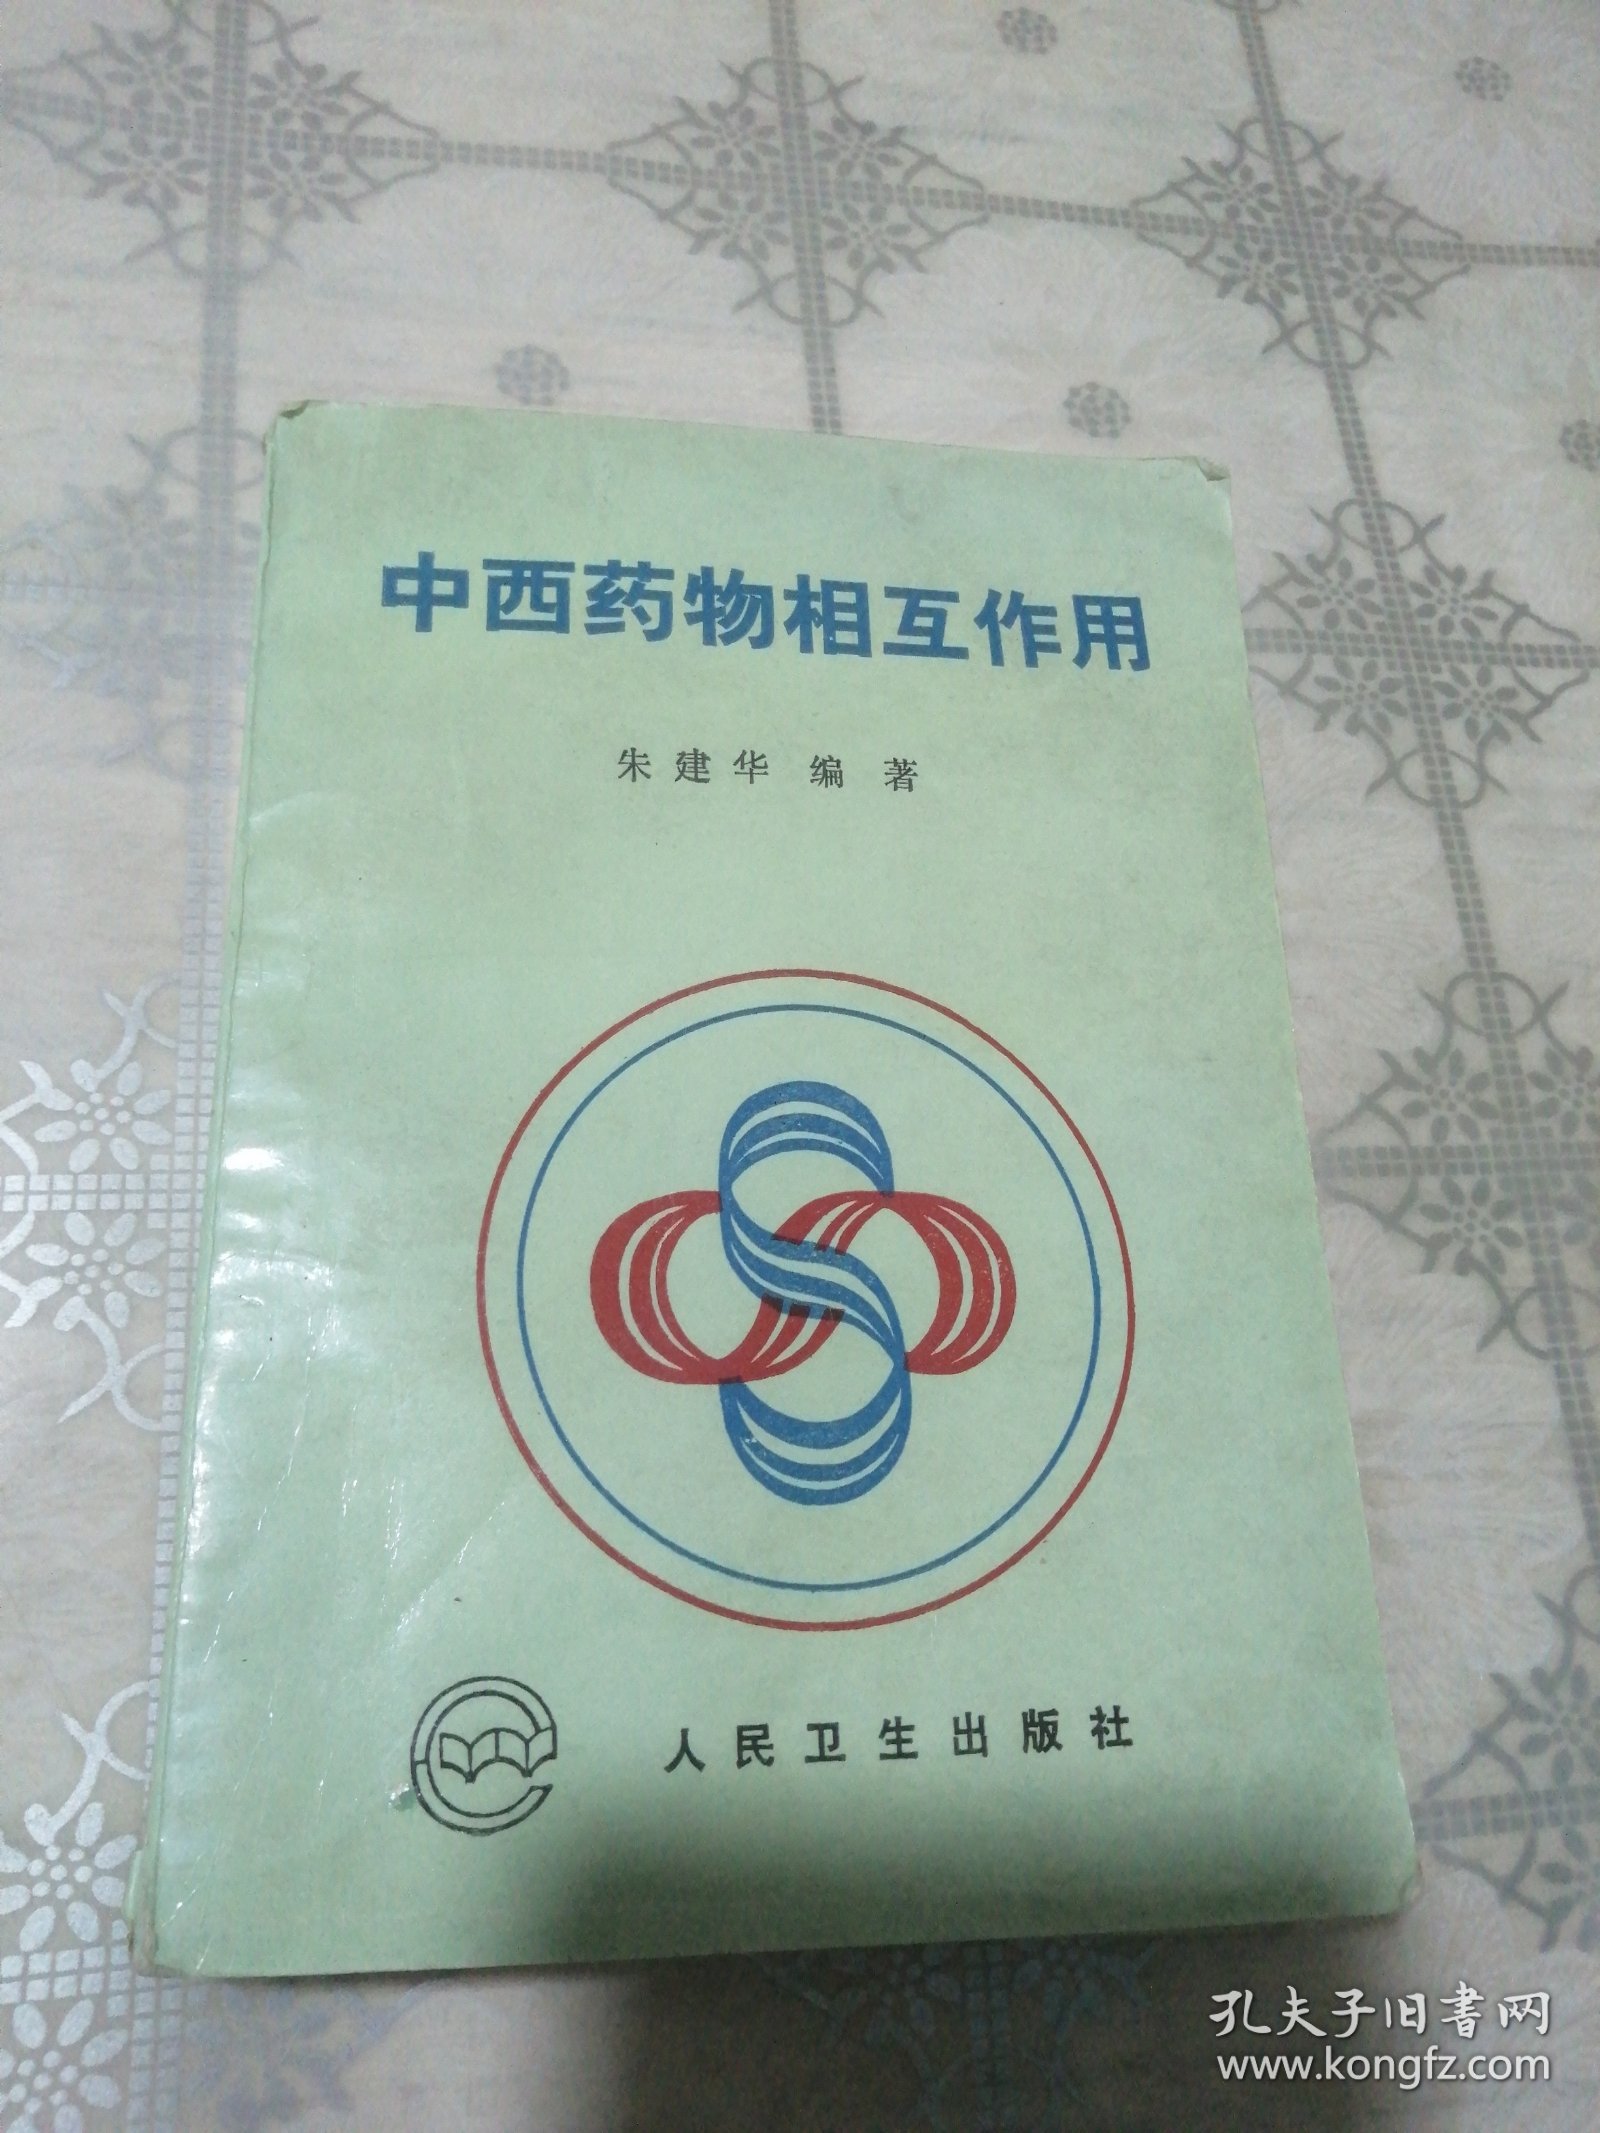 中西药物相互作用
朱建华 编 著
人民卫生出版社
孔夫子旧书网
www.kongfz.com